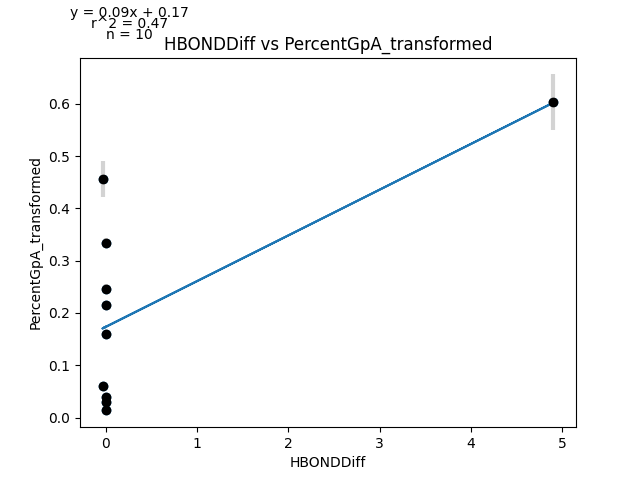 y = 0.09x + 0.17
r^2 = 0.47
n = 10
HBONDDiff vs PercentGpA_transformed
PercentGpA_transformed
0.6
0.5
0.4
0.3
0.2
0.1
0.0
0 1 2 3 4 5
HBONDDiff